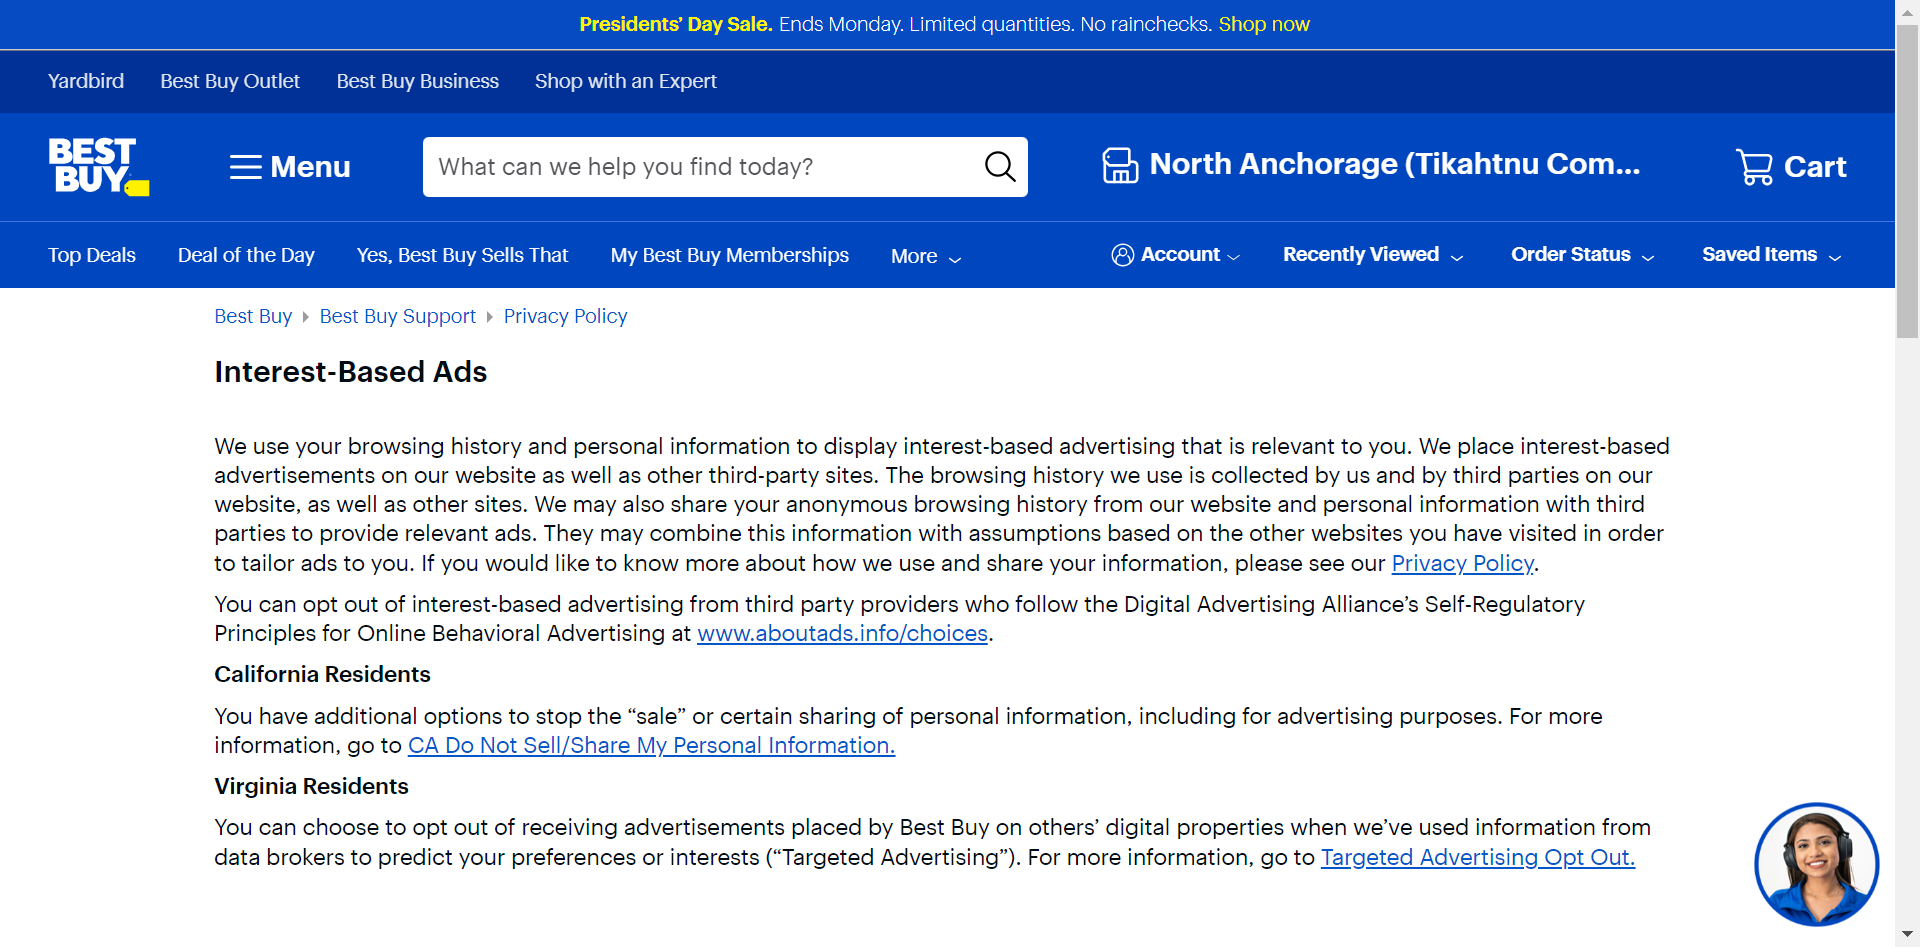 Presidents’ Day Sale. Ends Monday. Limited quantities. No rainchecks. Shop now
Yardbird Best Buy Outlet Best Buy Business Shop with an Expert
BEST
BUY
Menu
What can we help you find today?
North Anchorage (Tikahtnu Com...
Cart
Top Deals Deal of the Day Yes, Best Buy Sells That My Best Buy Memberships More Account Recently Viewed Order Status Saved Items
Best Buy Best Buy Support Privacy Policy
Interest-Based Ads
We use your browsing history and personal information to display interest-based advertising that is relevant to you. We place interest-based
advertisements on our website as well as other third-party sites. The browsing history we use is collected by us and by third parties on our
website, as well as other sites. We may also share your anonymous browsing history from our website and personal information with third
parties to provide relevant ads. They may combine this information with assumptions based on the other websites you have visited in order
to tailor ads to you. If you would like to know more about how we use and share your information, please see our Privacy Policy.
You can opt out of interest-based advertising from third party providers who follow the Digital Advertising Alliance’s Self-Regulatory
Principles for Online Behavioral Advertising at www.aboutads.info/choices.
California Residents
You have additional options to stop the “sale” or certain sharing of personal information, including for advertising purposes. For more
information, go to CA Do Not Sell/Share My Personal Information.
Virginia Residents
You can choose to opt out of receiving advertisements placed by Best Buy on others’ digital properties when we’ve used information from
data brokers to predict your preferences or interests (“Targeted Advertising”). For more information, go to Targeted Advertising Opt Out.